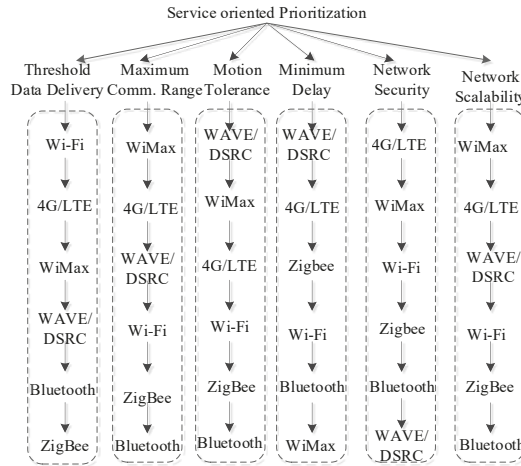 Service oriented Prioritization
Threshold
Data Delivery
Wi-Fi
4G/LTE
WiMax
WAVE/
DSRC
Bluetooth
ZigBee
Maximum
Comm. Range
WiMax
4G/LTE
WAVE/
DSRC
Wi-Fi
ZigBee
Bluetooth
Motion
Tolerance
WAVE/
DSRC
WiMax
4G/LTE
Wi-Fi
ZigBee
Bluetooth
Minimum
Delay
WAVE/
DSRC
4G/LTE
Zigbee
Wi-Fi
Bluetooth
WiMax
Network
Security
4G/LTE
WiMax
Wi-Fi
Zigbee
Bluetooth
WAVE/
DSRC
Network
Scalability
WiMax
4G/LTE
WAVE/
DSRC
Wi-Fi
ZigBee
Bluetooth